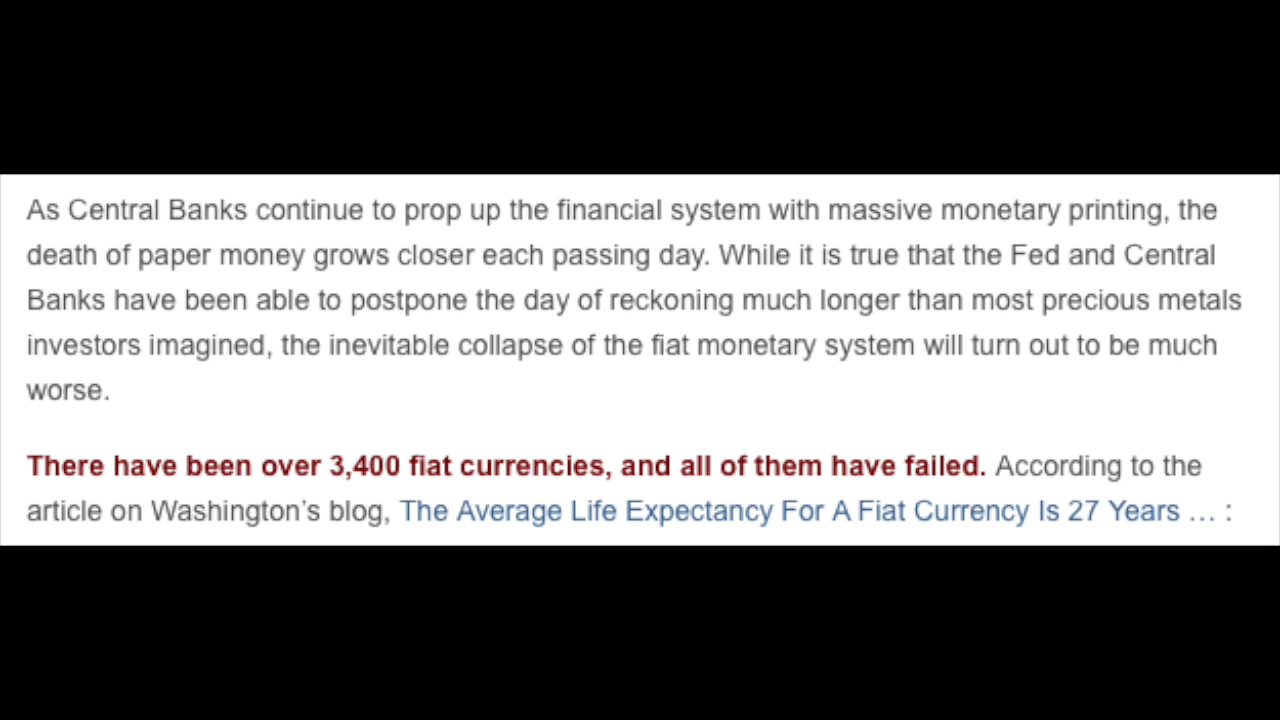 As Central Banks continue to prop up the financial system with massive monetary printing, the
death of paper money grows closer each passing day. While it is true that the Fed and Central
Banks have been able to postpone the day of reckoning much longer than most precious metals
investors imagined, the inevitable collapse of the fiat monetary system will turn out to be much
worse.
There have been over 3,400 fiat currencies, and all of them have failed. According to the
article on Washington’s blog, The Average Life Expectancy For A Fiat Currency Is 27 Years … :